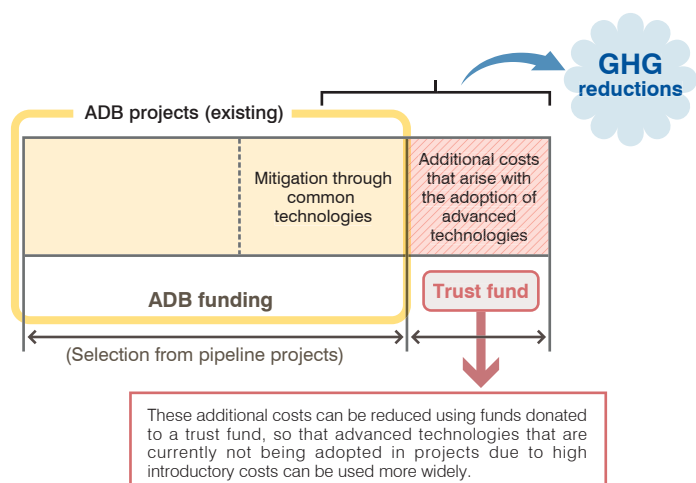 GHG
reductions
ADB projects (existing)
Mitigation through
common
technologies
Additional costs
that arise with
the adoption of
advanced
technologies
ADB funding
Trust fund
(Selection from pipeline projects)
These additional costs can be reduced using funds donated
to a trust fund, so that advanced technologies that are
currently not being adopted in projects due to high
introductory costs can be used more widely.